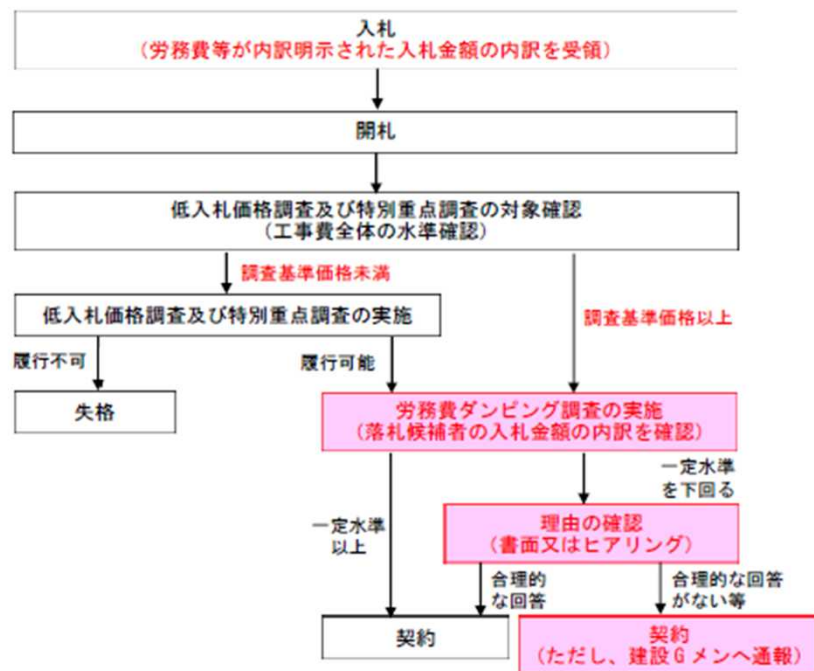 入札
（労務費等が内訳明示された入札金額の内訳を受領）
開札
低入札価格調査及び特別重点調査の対象確認
（工事費全体の水準確認）
調査基準価格未満
調査基準価格以上
低入札価格調査及び特別重点調査の実施
履行不可
履行可能
失格
労務費ダンピング調査の実施
（落札候補者の入札金額の内訳を確認）
一定水準
を下回る
一定水準
以上
理由の確認
（書面又はヒアリング）
合理的
な回答
合理的な回答
がない等
契約
契約
（ただし、建設Gメンへ通報）